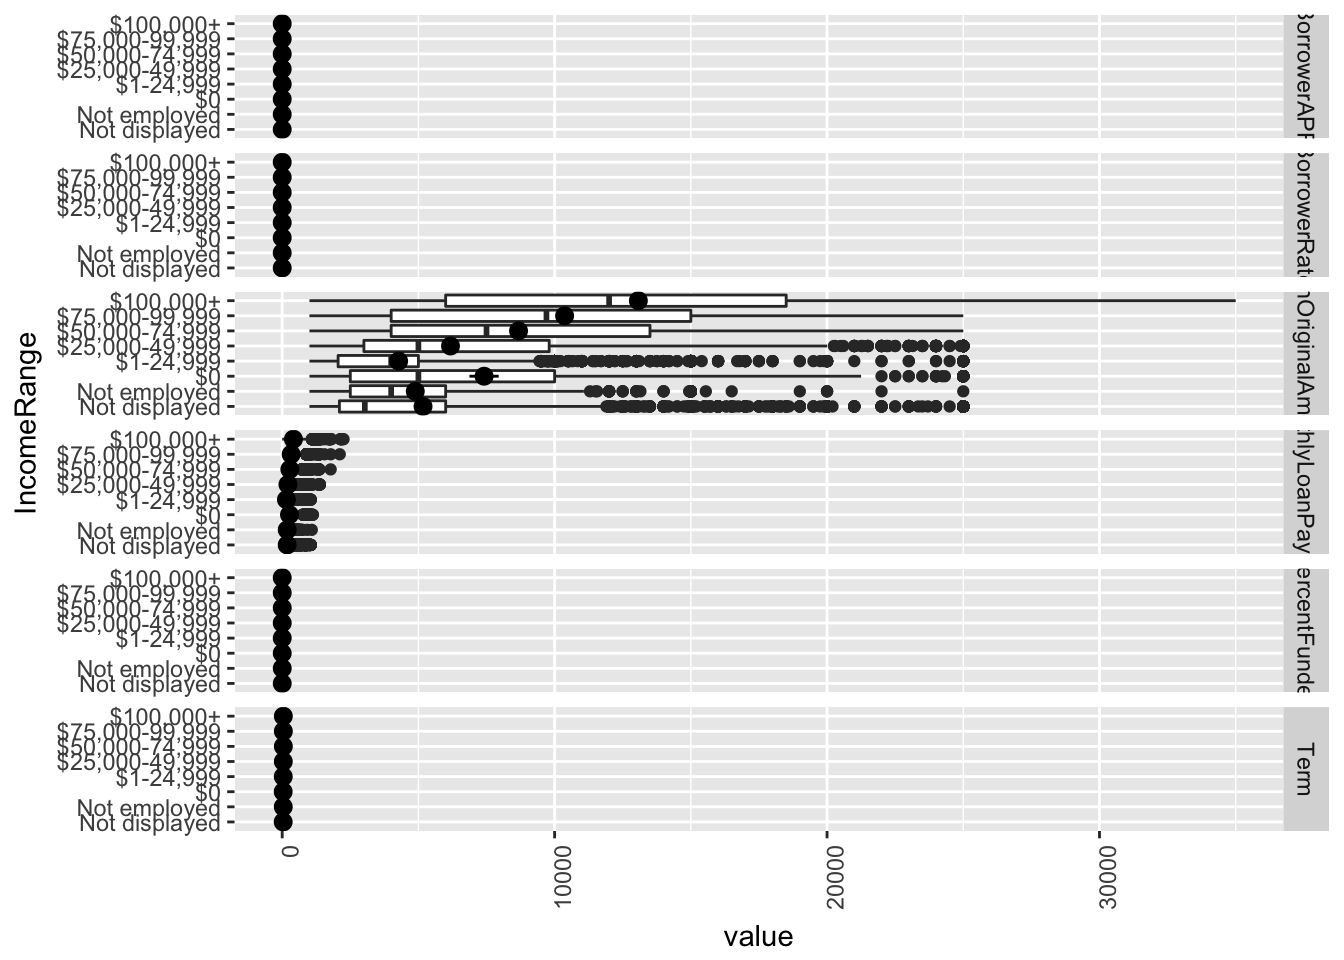 $100,000+
$75,000-99,999
$50,000-74,999
$25,000-49,999
$1-24,999
$0
Not employed
Not displayed
BorrowerAPR
$100,000+
$75,000-99,999
$50,000-74,999
$25,000-49,999
$1-24,999
$0
Not employed
Not displayed
BorrowerRate
$100,000+
$75,000-99,999
$50,000-74,999
$25,000-49,999
$1-24,999
$0
Not employed
Not displayed
nOriginalAm
$100,000+
$75,000-99,999
$50,000-74,999
$25,000-49,999
$1-24,999
$0
Not employed
Not displayed
hlyLoanPay
$100,000+
$75,000-99,999
$50,000-74,999
$25,000-49,999
$1-24,999
$0
Not employed
Not displayed
ercentFunde
$100,000+
$75,000-99,999
$50,000-74,999
$25,000-49,999
$1-24,999
$0
Not employed
Not displayed
Term
IncomeRange
0
10000
20000
30000
value